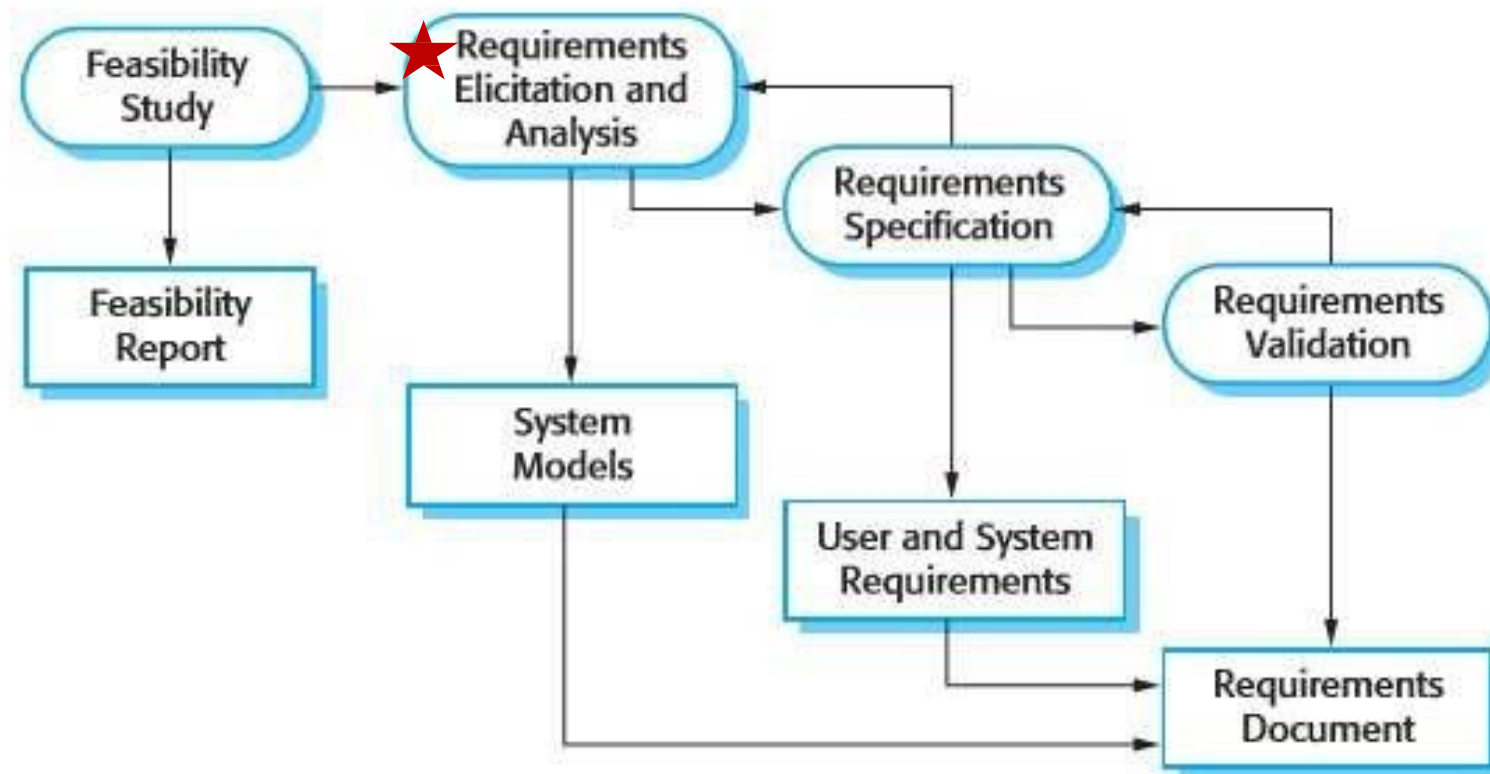 Feasibility
Study
Requirements
Elicitation and
Analysis
Requirements
Specification
Requirements
Validation
Feasibility
Report
System
Models
User and System
Requirements
Requirements
Document